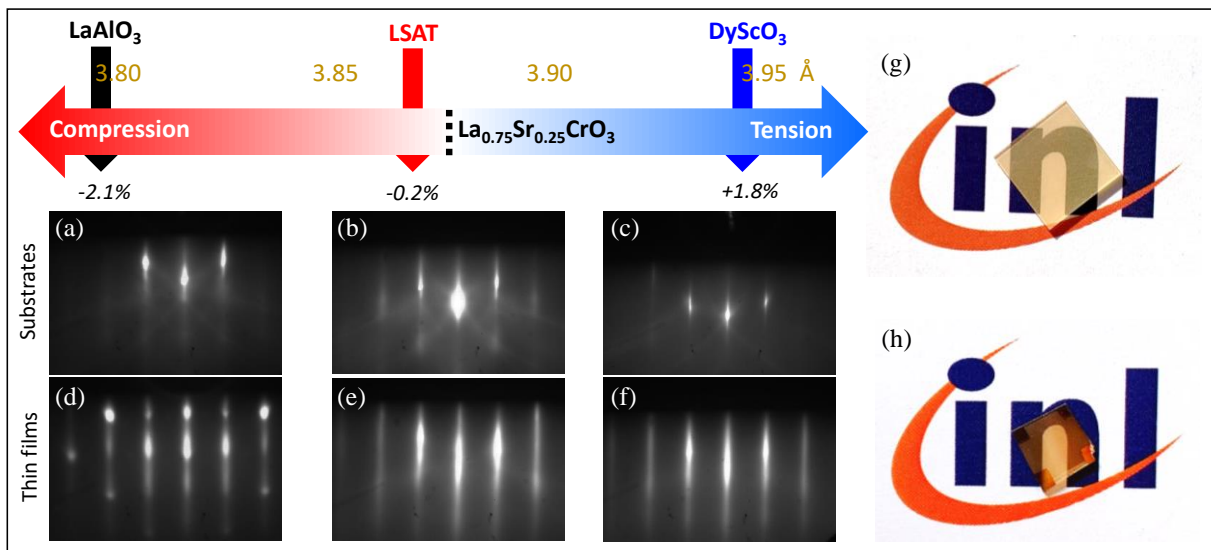 LaAlO₃ LSAT DyScO₃
3.80 3.85 3.90 3.95 Å
Compression La₀.₇₅Sr₀.₂₅CrO₃ Tension
-2.1% -0.2% +1.8%
Substrates
(a) (b) (c)
Thin films
(d) (e) (f)
(g)
inl
(h)
inl